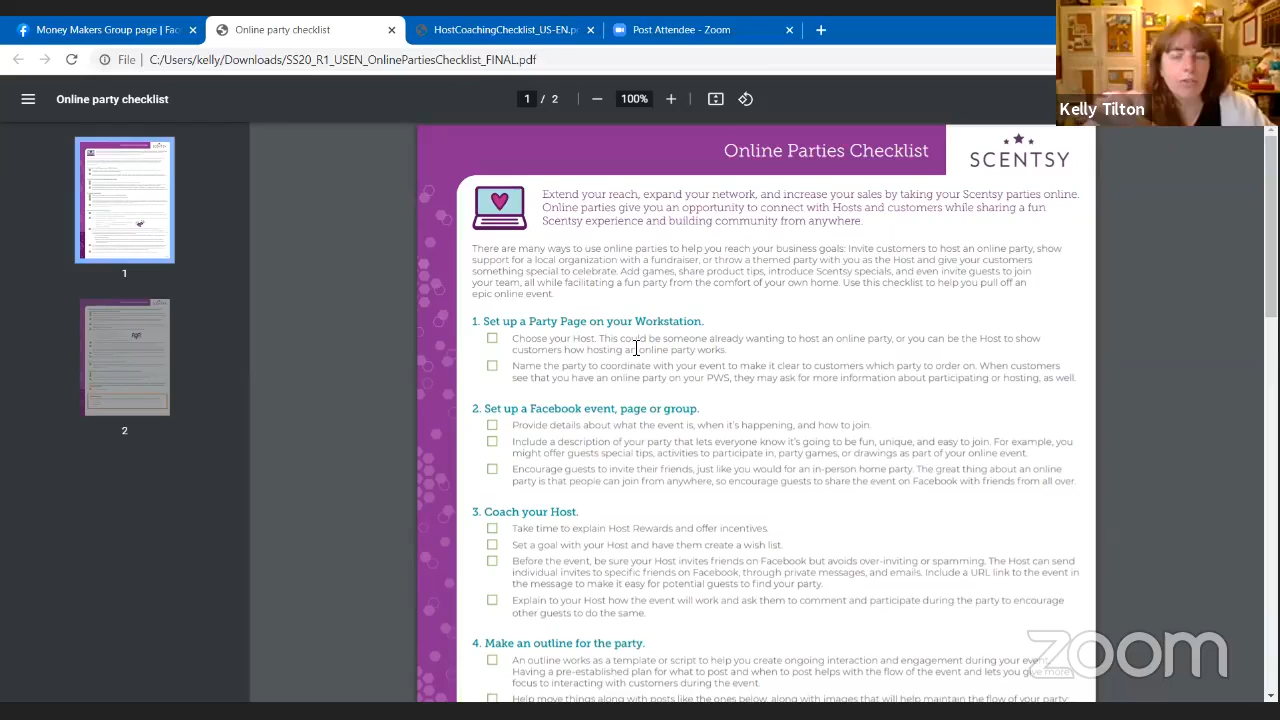 Money Makers Group page | Fac
Online party checklist
HostCoachingChecklist_US-EN.p
Post Attendee - Zoom
File
C:/Users/kelly/Downloads/SS20_R1_USEN_OnlinePartiesChecklist_FINAL.pdf
Online party checklist
1 / 2
100%
Kelly Tilton
1
2
Online Parties Checklist
SCENTSY
Extend your reach, expand your network, and increase your sales by taking your Scentsy parties online.
Online parties give you an opportunity to connect with Hosts and customers while sharing a fun
Scentsy experience and building community from anywhere.
There are many ways to use online parties to help you reach your business goals: Invite customers to host an online party, show
support for a local organization with a fundraiser, or throw a themed party with you as the Host and give your customers
something special to celebrate. Add games, share product tips, introduce Scentsy specials, and even invite guests to join
your team, all while facilitating a fun party from the comfort of your own home. Use this checklist to help you pull off an
epic online event.
1. Set up a Party Page on your Workstation.
Choose your Host. This could be someone already wanting to host an online party, or you can be the Host to show
customers how hosting an online party works.
Name the party to coordinate with your event to make it clear to customers which party to order on. When customers
see that you have an online party on your PWS, they may ask for more information about participating or hosting, as well.
2. Set up a Facebook event, page or group.
Provide details about what the event is, when it's happening, and how to join.
Include a description of your party that lets everyone know it's going to be fun, unique, and easy to join. For example, you
might offer guests special tips, activities to participate in, party games, or drawings as part of your online event.
Encourage guests to invite their friends, just like you would for an in-person home party. The great thing about an online
party is that people can join from anywhere, so encourage guests to share the event on Facebook with friends from all over.
3. Coach your Host.
Take time to explain Host Rewards and offer incentives.
Set a goal with your Host and have them create a wish list.
Before the event, be sure your Host invites friends on Facebook but avoids over-inviting or spamming. The Host can send
individual invites to specific friends on Facebook, through private messages, and emails. Include a URL link to the event in
the message to make it easy for potential guests to find your party.
Explain to your Host how the event will work and ask them to comment and participate during the party to encourage
other guests to do the same.
4. Make an outline for the party.
An outline works as a template or script to help you create ongoing interaction and engagement during your event.
Having a pre-established plan for what to post and when to post helps with the flow of the event and lets you give more
focus to interacting with customers during the event.
Help move things along with posts like the ones below, along with images that will help maintain the flow of your party:
zoom